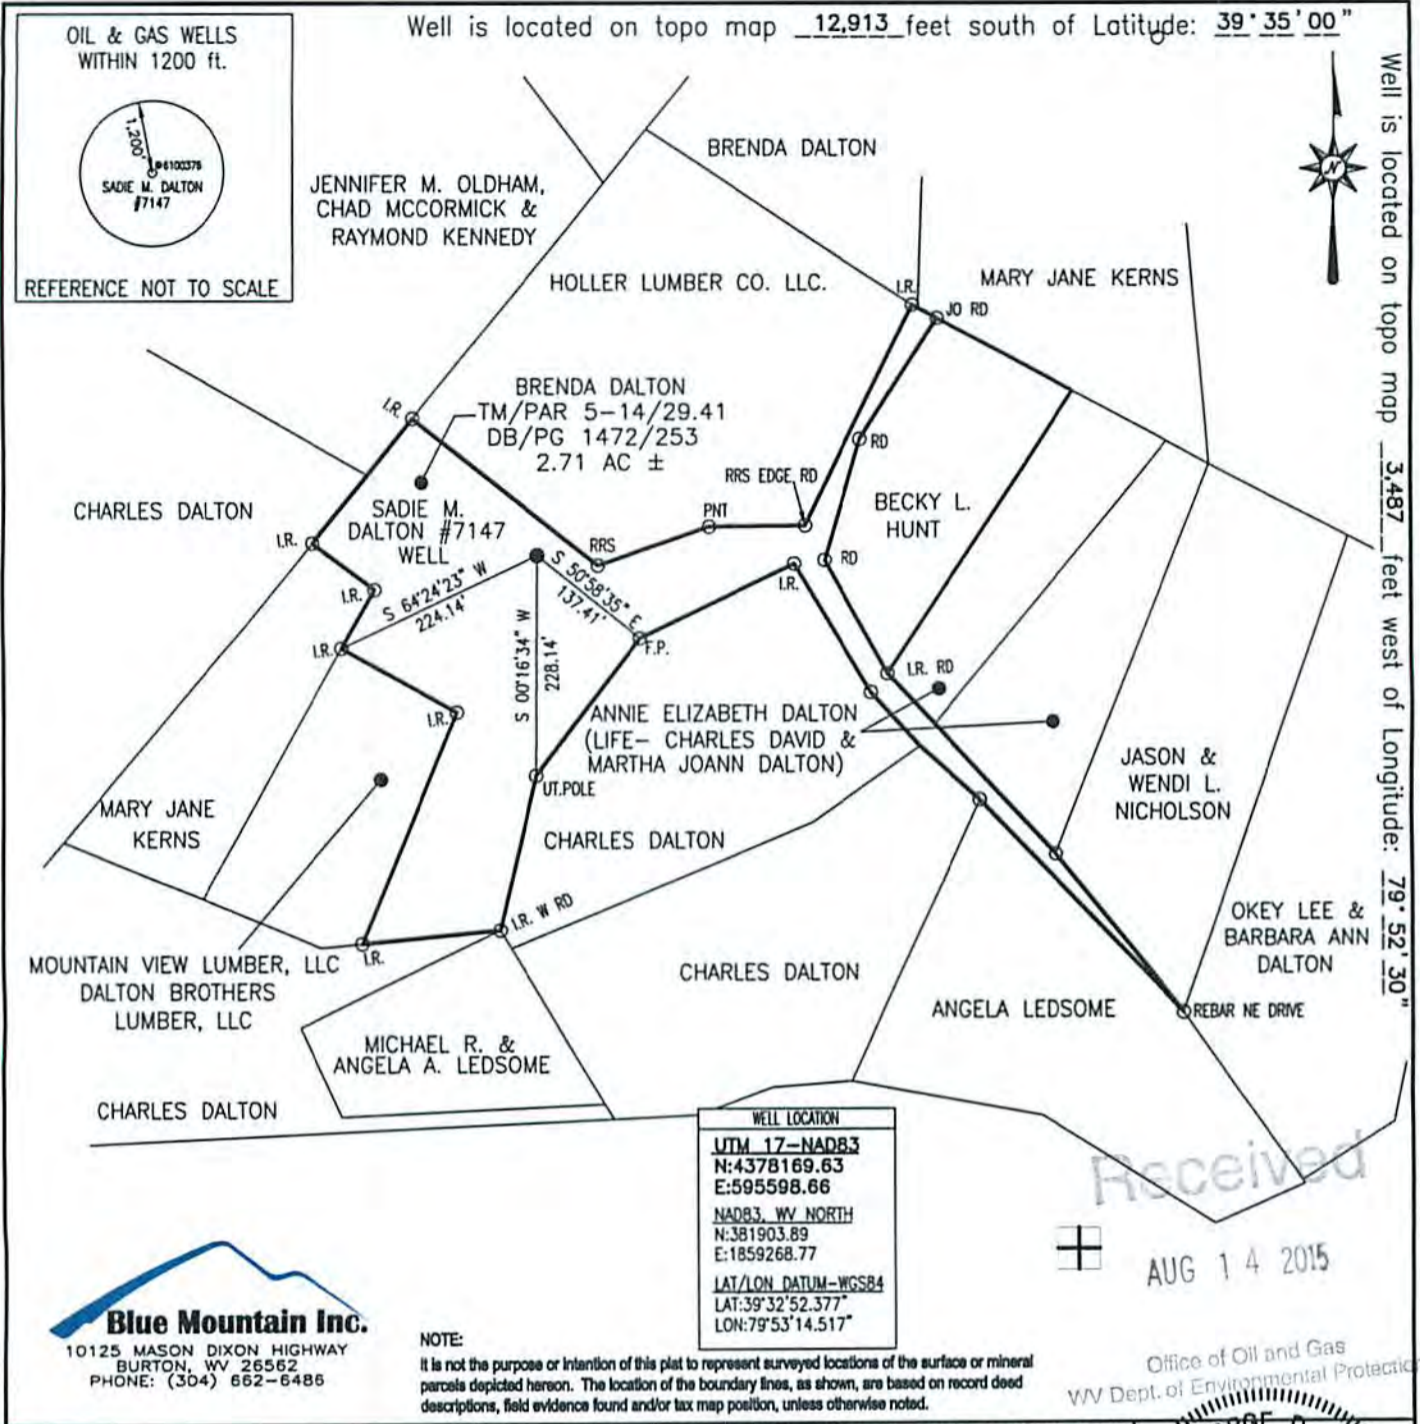 Well is located on topo map 12,913 feet south of Latitude: 39°35'00"
Well is located on topo map 3,487 feet west of Longitude: 79°52'30"
OIL & GAS WELLS
WITHIN 1200 ft.
1,200'
6100376
SADIE M. DALTON
#7147
REFERENCE NOT TO SCALE
JENNIFER M. OLDHAM,
CHAD MCCORMICK &
RAYMOND KENNEDY
BRENDA DALTON
N
HOLLER LUMBER CO. LLC.
MARY JANE KERNS
I.R.
JO RD
BRENDA DALTON
TM/PAR 5-14/29.41
DB/PG 1472/253
2.71 AC ±
I.R.
RD
RRS EDGE RD
CHARLES DALTON
SADIE M.
DALTON #7147
WELL
PNT
BECKY L.
HUNT
I.R.
RRS
RD
I.R.
I.R.
S 64°24'23" W
224.14'
S 50°58'35" E
137.41'
S 00°16'34" W
228.14'
I.R.
F.P.
I.R. RD
I.R.
ANNIE ELIZABETH DALTON
(LIFE- CHARLES DAVID &
MARTHA JOANN DALTON)
UT.POLE
JASON &
WENDI L.
NICHOLSON
MARY JANE
KERNS
CHARLES DALTON
I.R. W RD
I.R.
OKEY LEE &
BARBARA ANN
DALTON
MOUNTAIN VIEW LUMBER, LLC
DALTON BROTHERS
LUMBER, LLC
CHARLES DALTON
ANGELA LEDSOME
REBAR NE DRIVE
MICHAEL R. &
ANGELA A. LEDSOME
CHARLES DALTON
WELL LOCATION
UTM 17-NAD83
N:4378169.63
E:595598.66
NAD83, WV NORTH
N:381903.89
E:1859268.77
LAT/LON DATUM-WGS84
LAT:39°32'52.377"
LON:79°53'14.517"
Received
AUG 14 2015
Office of Oil and Gas
WV Dept. of Environmental Protectio
Blue Mountain Inc.
10125 MASON DIXON HIGHWAY
BURTON, WV 26562
PHONE: (304) 662-6486
NOTE:
It is not the purpose or intention of this plat to represent surveyed locations of the surface or mineral
parcels depicted hereon. The location of the boundary lines, as shown, are based on record deed
descriptions, field evidence found and/or tax map position, unless otherwise noted.